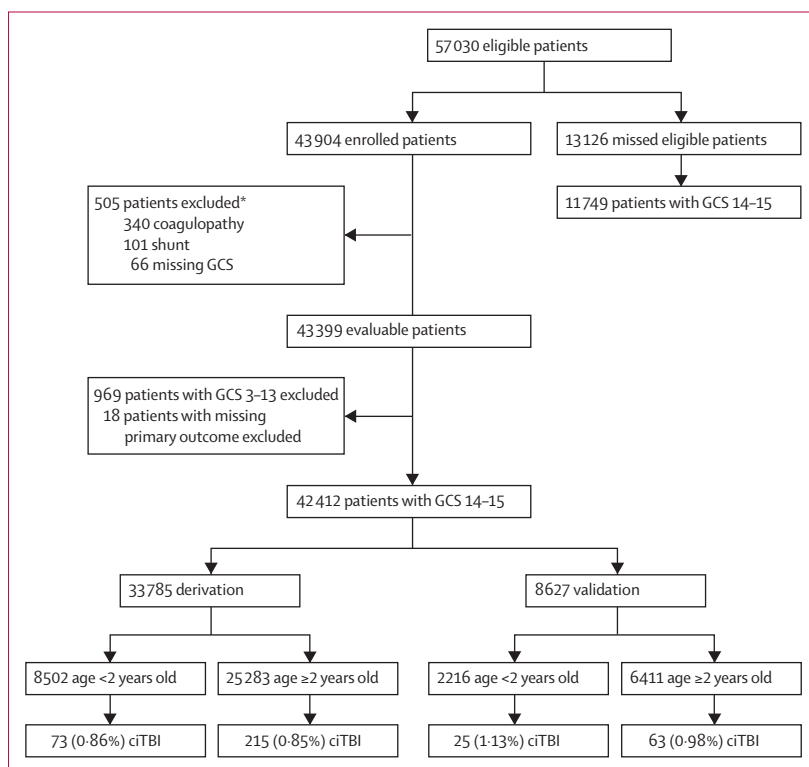 57 030 eligible patients
43 904 enrolled patients
13 126 missed eligible patients
505 patients excluded*
340 coagulopathy
101 shunt
66 missing GCS
11 749 patients with GCS 14–15
43 399 evaluable patients
969 patients with GCS 3–13 excluded
18 patients with missing
primary outcome excluded
42 412 patients with GCS 14–15
33 785 derivation
8627 validation
8502 age <2 years old
25 283 age ≥2 years old
2216 age <2 years old
6411 age ≥2 years old
73 (0·86%) ciTBI
215 (0·85%) ciTBI
25 (1·13%) ciTBI
63 (0·98%) ciTBI